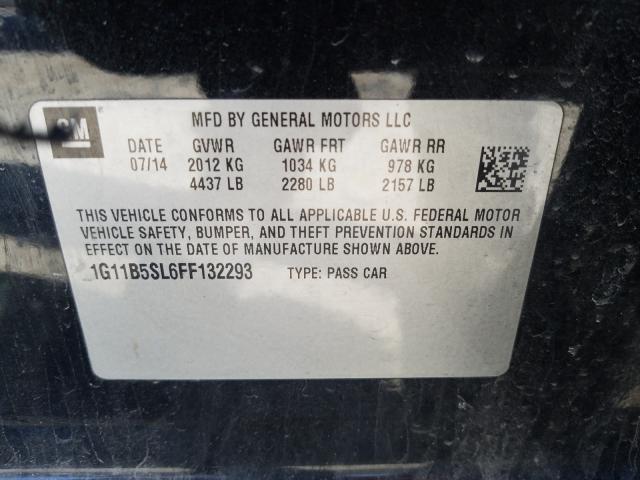 GM
MFD BY GENERAL MOTORS LLC
DATE GVWR GAWR FRT GAWR RR
07/14 2012 KG 1034 KG 978 KG
4437 LB 2280 LB 2157 LB
THIS VEHICLE CONFORMS TO ALL APPLICABLE U.S. FEDERAL MOTOR
VEHICLE SAFETY, BUMPER, AND THEFT PREVENTION STANDARDS IN
EFFECT ON THE DATE OF MANUFACTURE SHOWN ABOVE.
1G11B5SL6FF132293 TYPE: PASS CAR